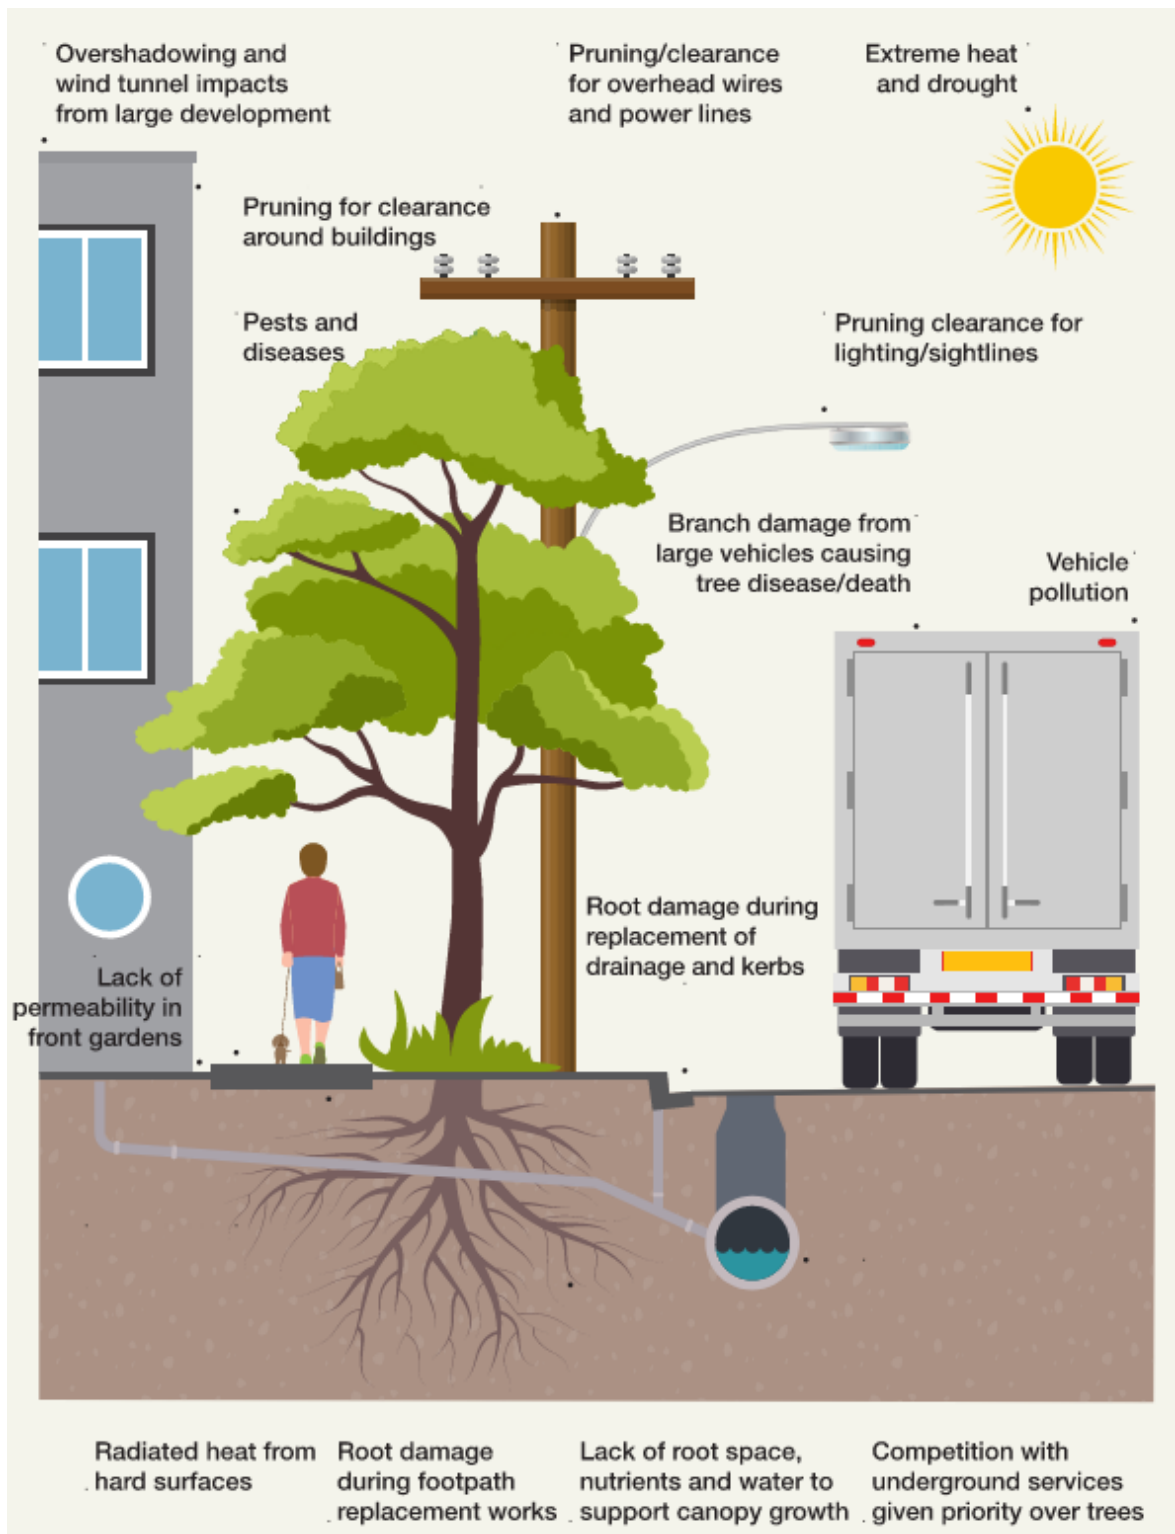 Overshadowing and
wind tunnel impacts
from large development
Pruning/clearance
for overhead wires
and power lines
Extreme heat
and drought
Pruning for clearance
around buildings
Pests and
diseases
Pruning clearance for
lighting/sightlines
Branch damage from
large vehicles causing
tree disease/death
Vehicle
pollution
Root damage during
replacement of
drainage and kerbs
Lack of
permeability in
front gardens
Radiated heat from
hard surfaces
Root damage
during footpath
replacement works
Lack of root space,
nutrients and water to
support canopy growth
Competition with
underground services
given priority over trees